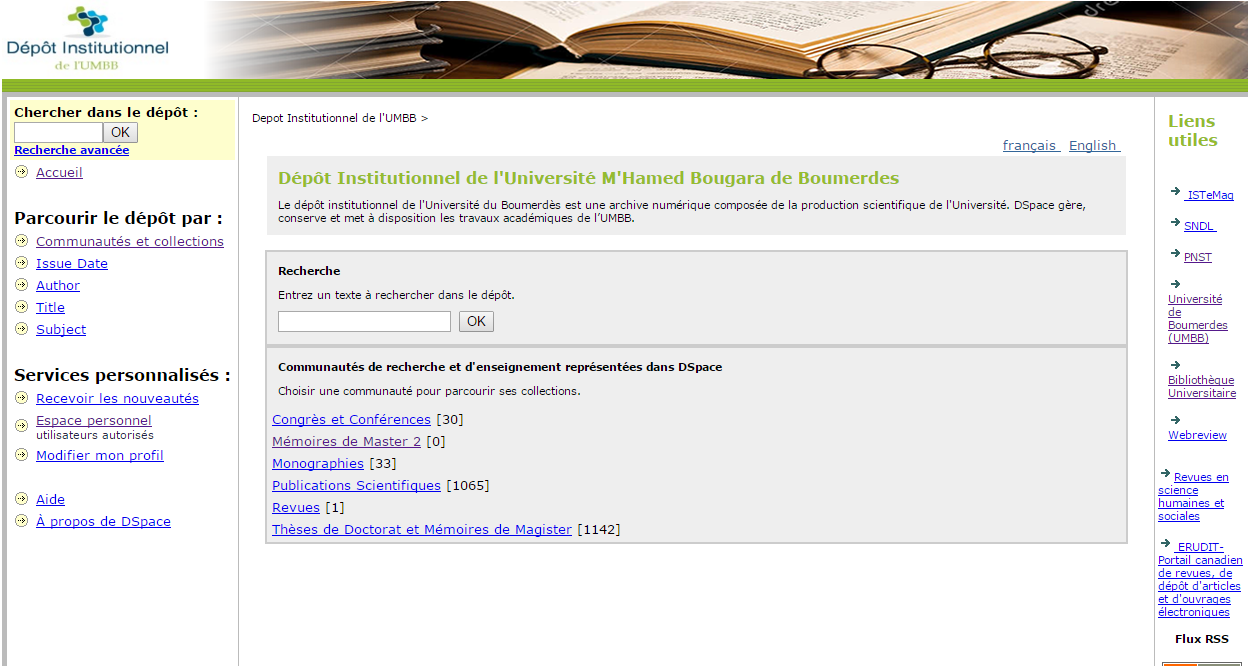 Dépôt Institutionnel
de l'UMBB
Chercher dans le dépôt :
OK
Recherche avancée
Accueil
Parcourir le dépôt par :
Communautés et collections
Issue Date
Author
Title
Subject
Services personnalisés :
Recevoir les nouveautés
Espace personnel
utilisateurs autorisés
Modifier mon profil
Aide
À propos de DSpace
Depot Institutionnel de l'UMBB >
français English
Dépôt Institutionnel de l'Université M'Hamed Bougara de Boumerdes
Le dépôt institutionnel de l'Université du Boumerdès est une archive numérique composée de la production scientifique de l'Université. DSpace gère,
conserve et met à disposition les travaux académiques de l’UMBB.
Recherche
Entrez un texte à rechercher dans le dépôt.
OK
Communautés de recherche et d'enseignement représentées dans DSpace
Choisir une communauté pour parcourir ses collections.
Congrès et Conférences [30]
Mémoires de Master 2 [0]
Monographies [33]
Publications Scientifiques [1065]
Revues [1]
Thèses de Doctorat et Mémoires de Magister [1142]
Liens
utiles
ISTeMag
SNDL
PNST
Université
de
Boumerdes
(UMBB)
Bibliothèque
Universitaire
Webreview
Revues en
science
humaines et
sociales
ERUDIT-
Portail canadien
de revues, de
dépôt d'articles
et d'ouvrages
électroniques
Flux RSS